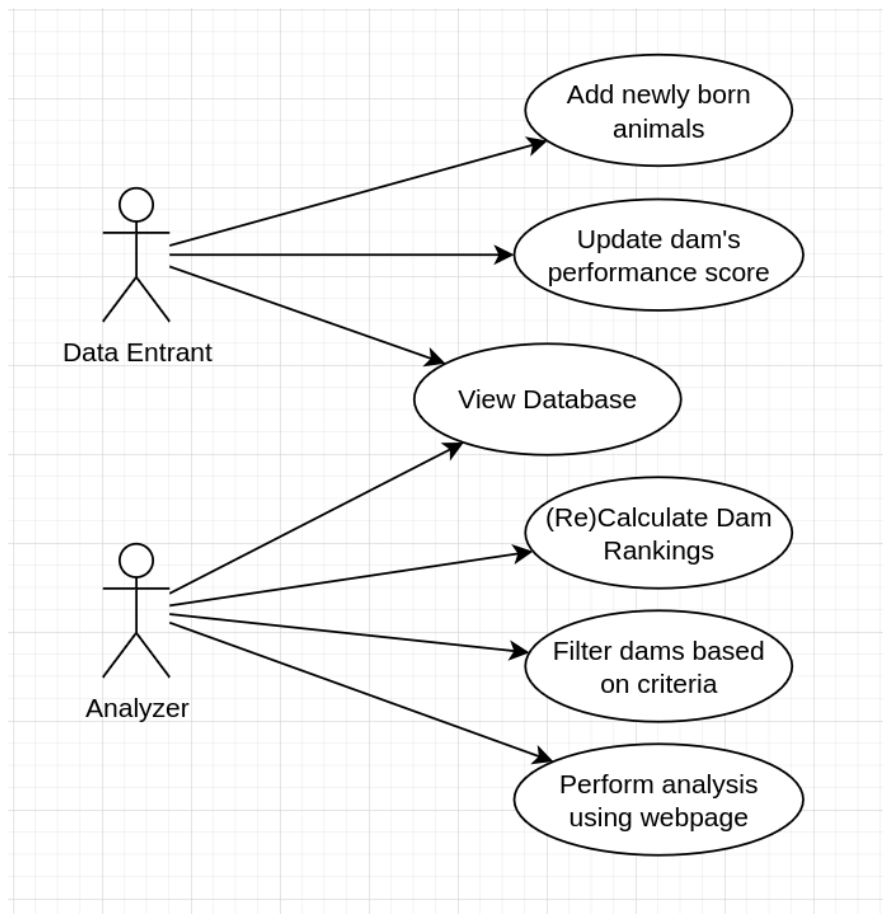 Add newly born
animals
Update dam's
performance score
Data Entrant
View Database
(Re)Calculate Dam
Rankings
Filter dams based
on criteria
Analyzer
Perform analysis
using webpage